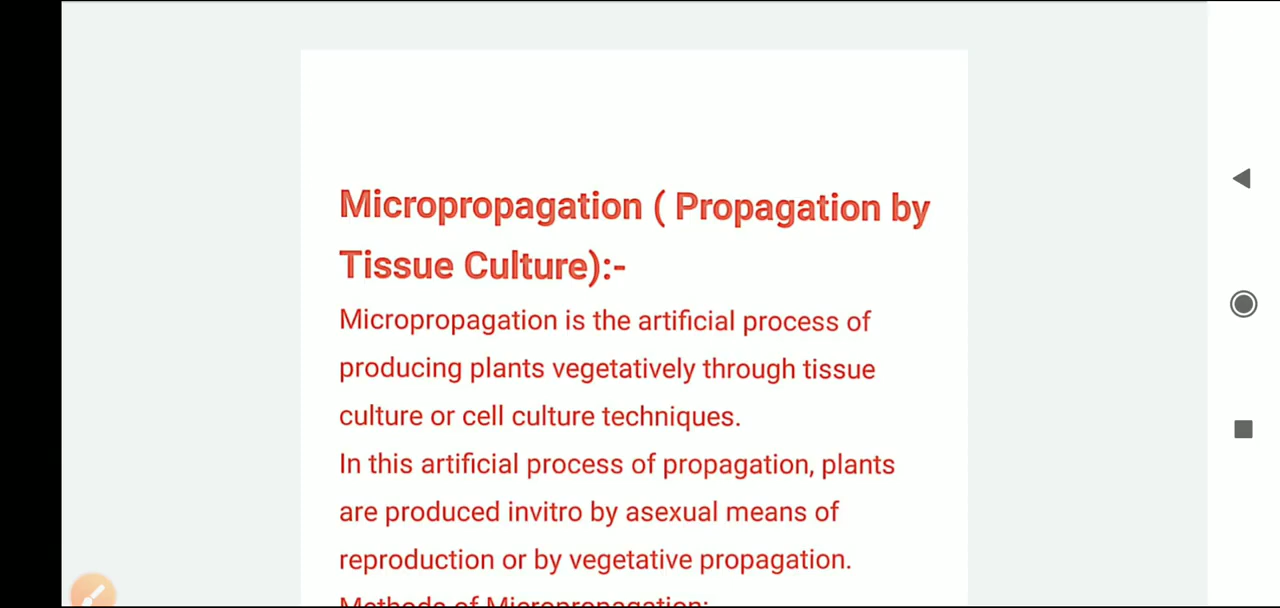 Micropropagation ( Propagation by
Tissue Culture):-
Micropropagation is the artificial process of
producing plants vegetatively through tissue
culture or cell culture techniques.
In this artificial process of propagation, plants
are produced invitro by asexual means of
reproduction or by vegetative propagation.
Methods of Micropropagation: